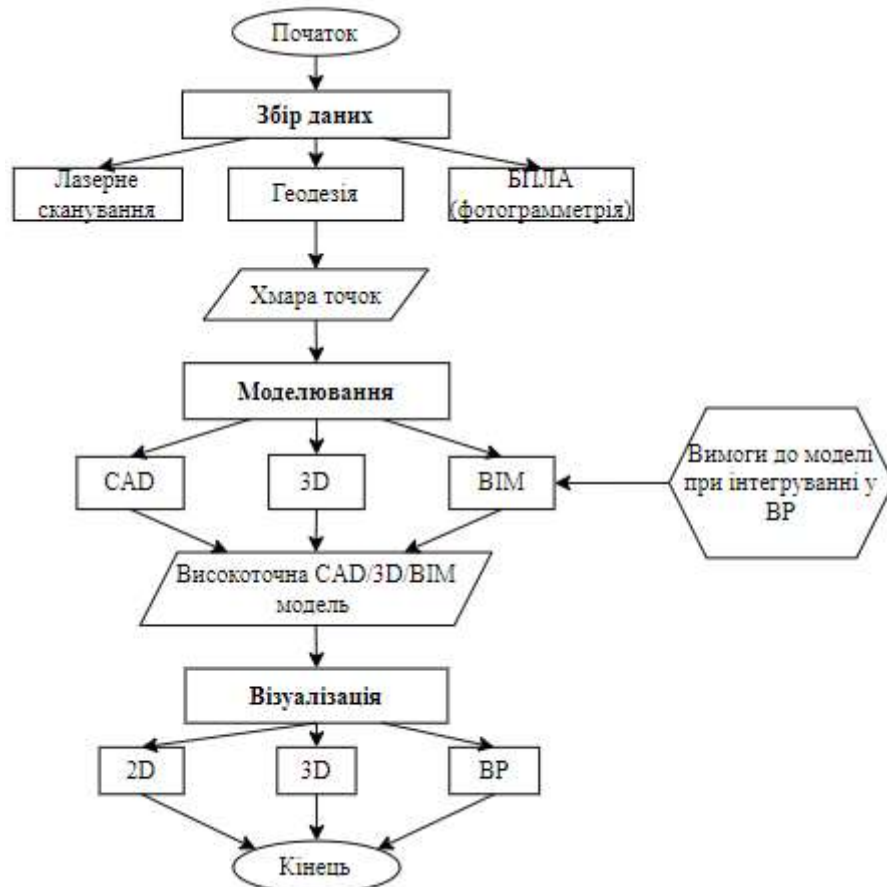 Початок
Збір даних
Лазерне
сканування
Геодезія
БПЛА
(фотограмметрія)
Хмара точок
Моделювання
CAD
3D
BIM
Вимоги до моделі
при інтегруванні у
ВР
Високоточна CAD/3D/BIM
модель
Візуалізація
2D
3D
ВР
Кінець